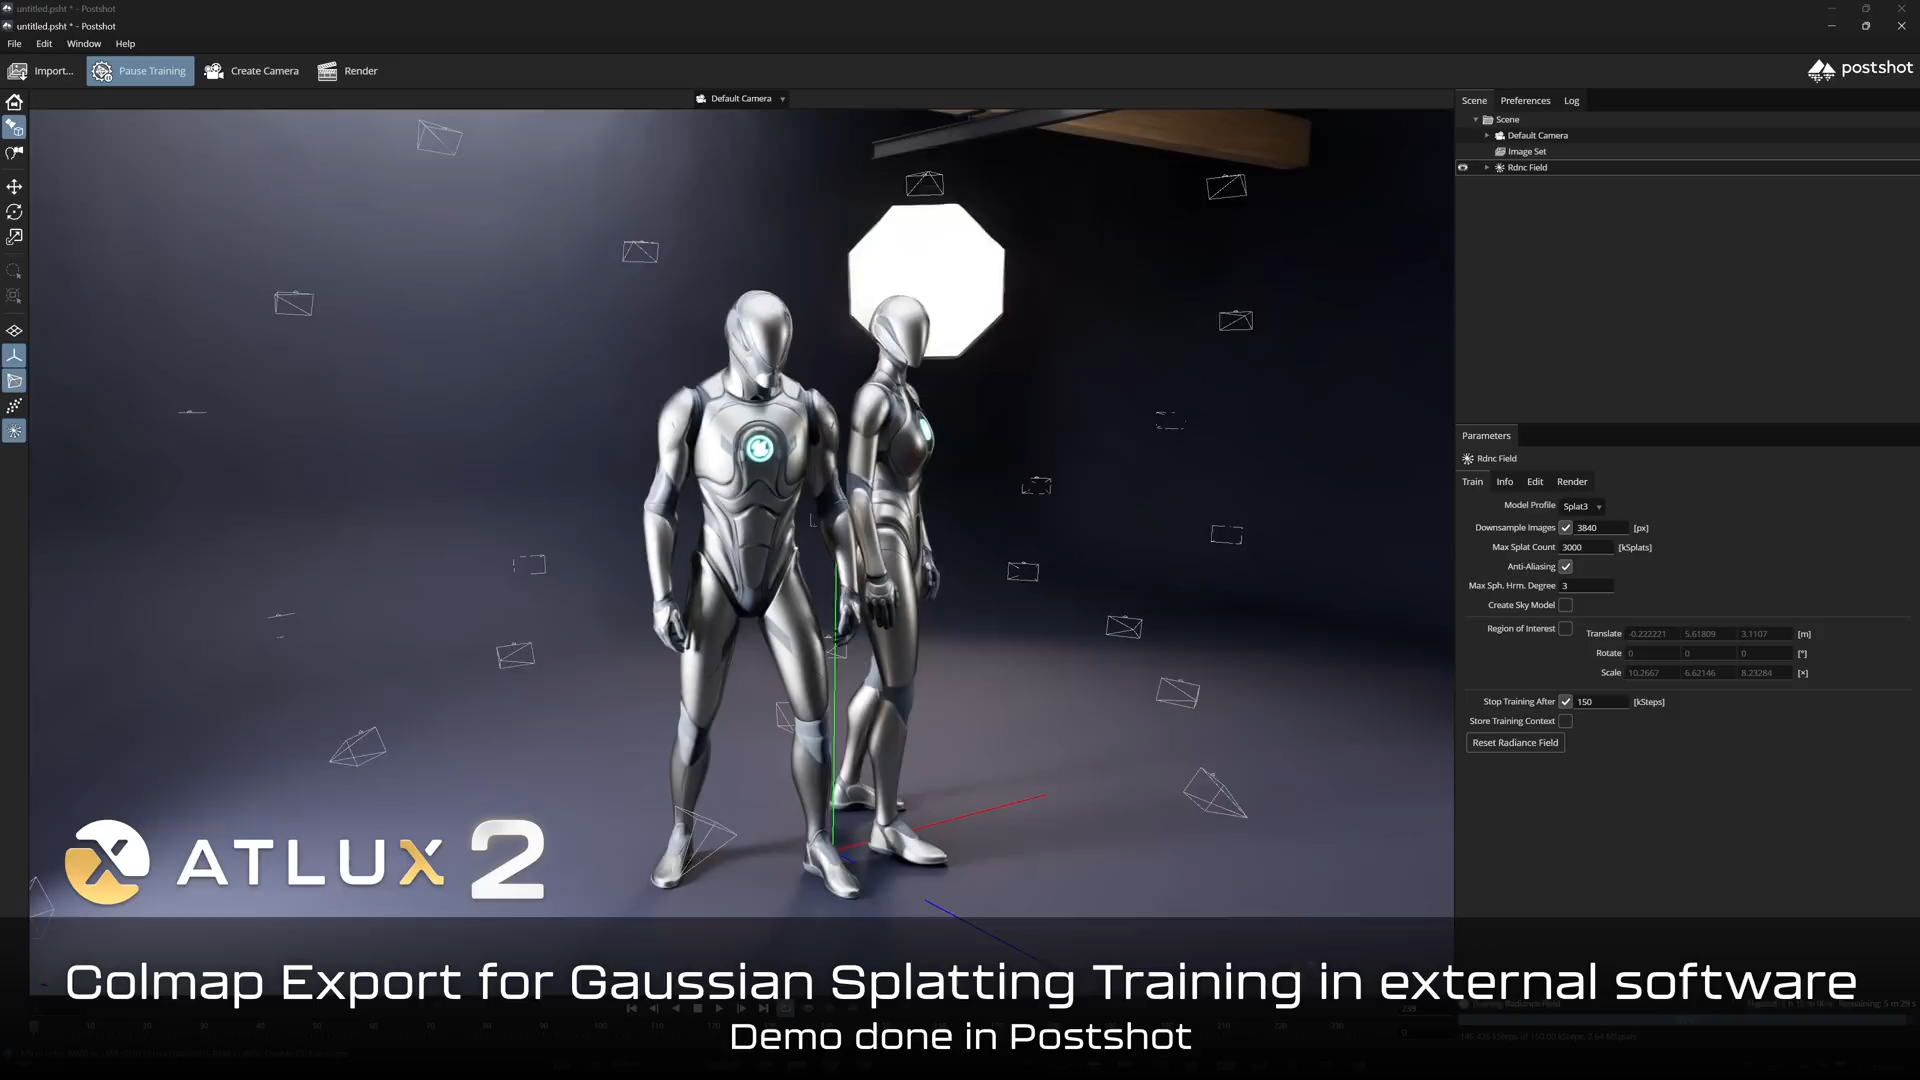 untitled.psht * - Postshot
untitled.psht * - Postshot
File Edit Window Help
Import... Pause Training Create Camera Render
postshot
Default Camera
Scene Preferences Log
Scene
Default Camera
Image Set
Rdnc Field
Parameters
Rdnc Field
Train Info Edit Render
Model Profile Splat3
Downsample Images 3840 [px]
Max Splat Count 3000 [kSplats]
Anti-Aliasing
Max Sph. Hrm. Degree 3
Create Sky Model
Region of Interest
Translate -0.222221 5.61809 3.1107 [m]
Rotate 0 0 0 [°]
Scale 10.2667 6.62146 8.23284 [×]
Stop Training After 150 [kSteps]
Store Training Context
Reset Radiance Field
ATLUX 2
Colmap Export for Gaussian Splatting Training in external software
Demo done in Postshot